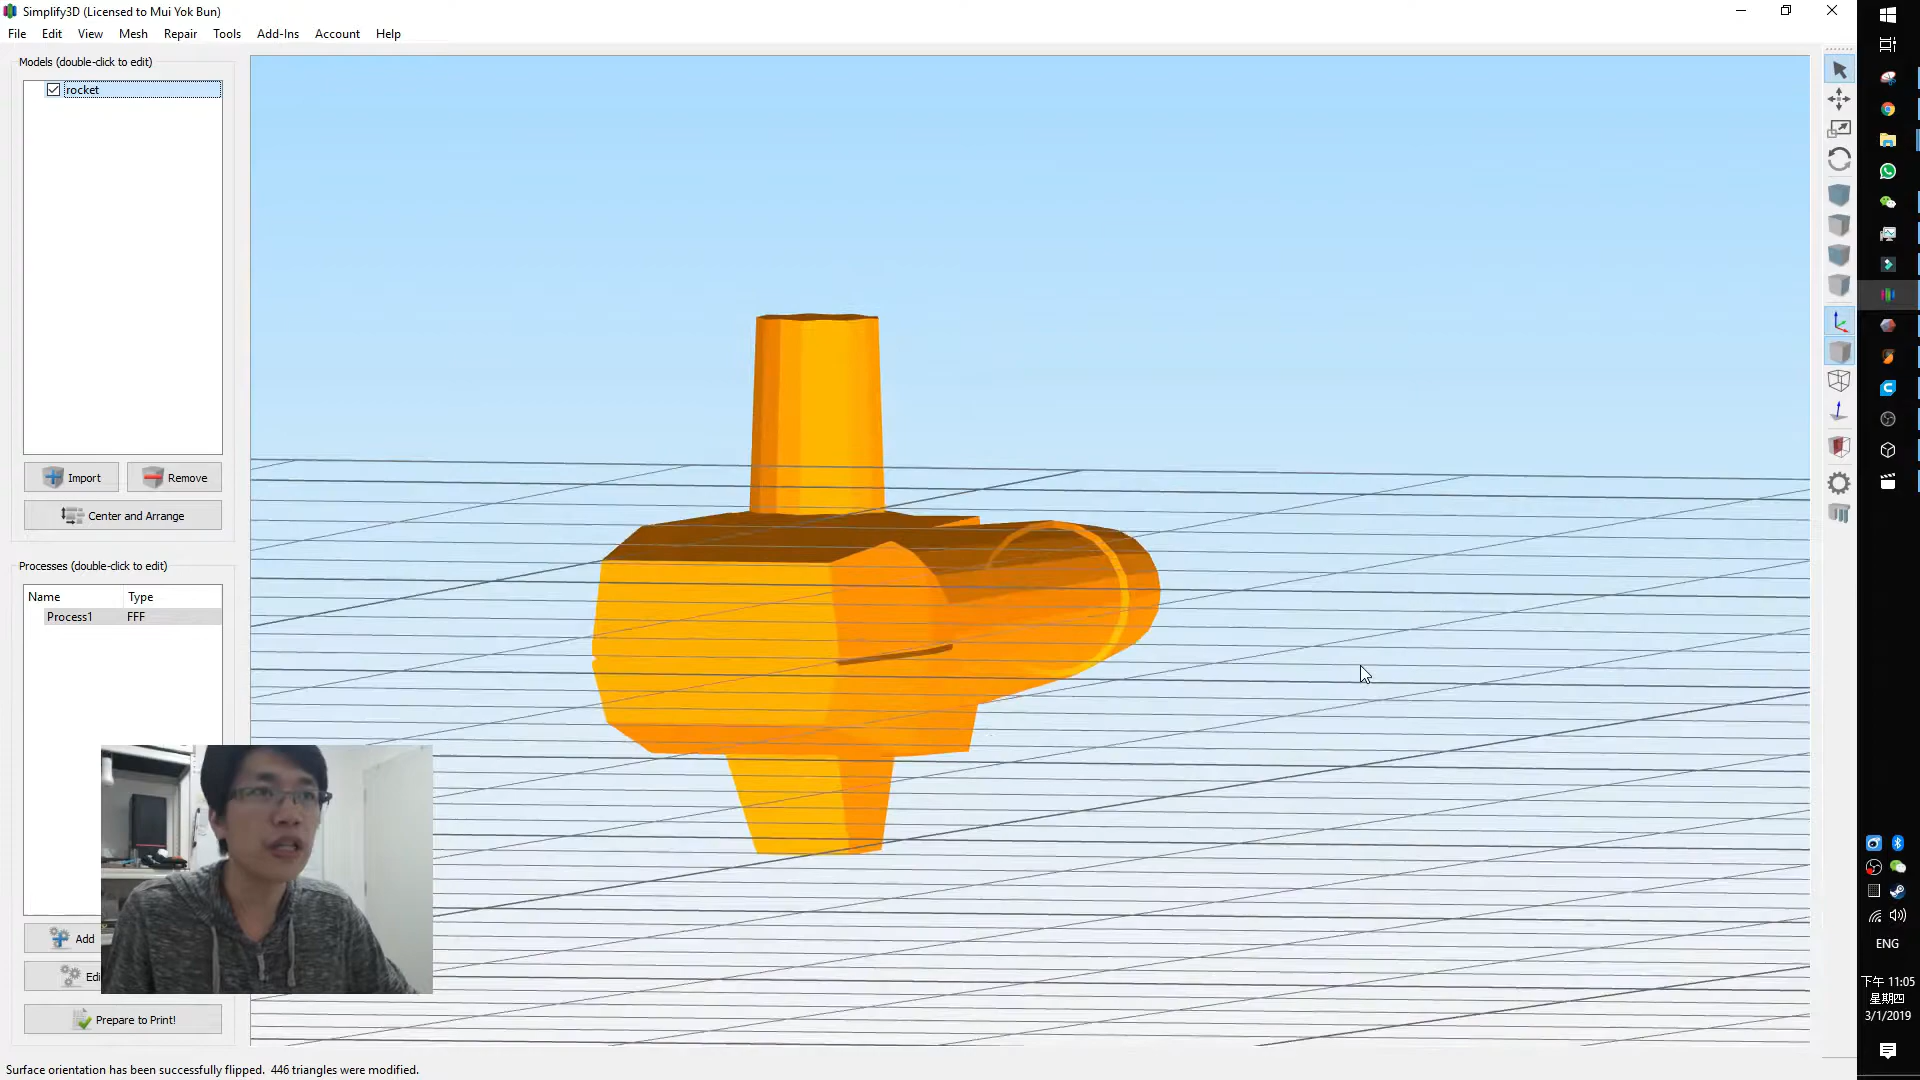 Simplify3D (Licensed to Mui Yok Bun)
File Edit View Mesh Repair Tools Add-Ins Account Help
Models (double-click to edit)
rocket
Import Remove
Center and Arrange
Processes (double-click to edit)
Name Type
Process1 FFF
Add
Edi
Prepare to Print!
Surface orientation has been successfully flipped. 446 triangles were modified.
ENG
下午 11:05
星期四
3/1/2019